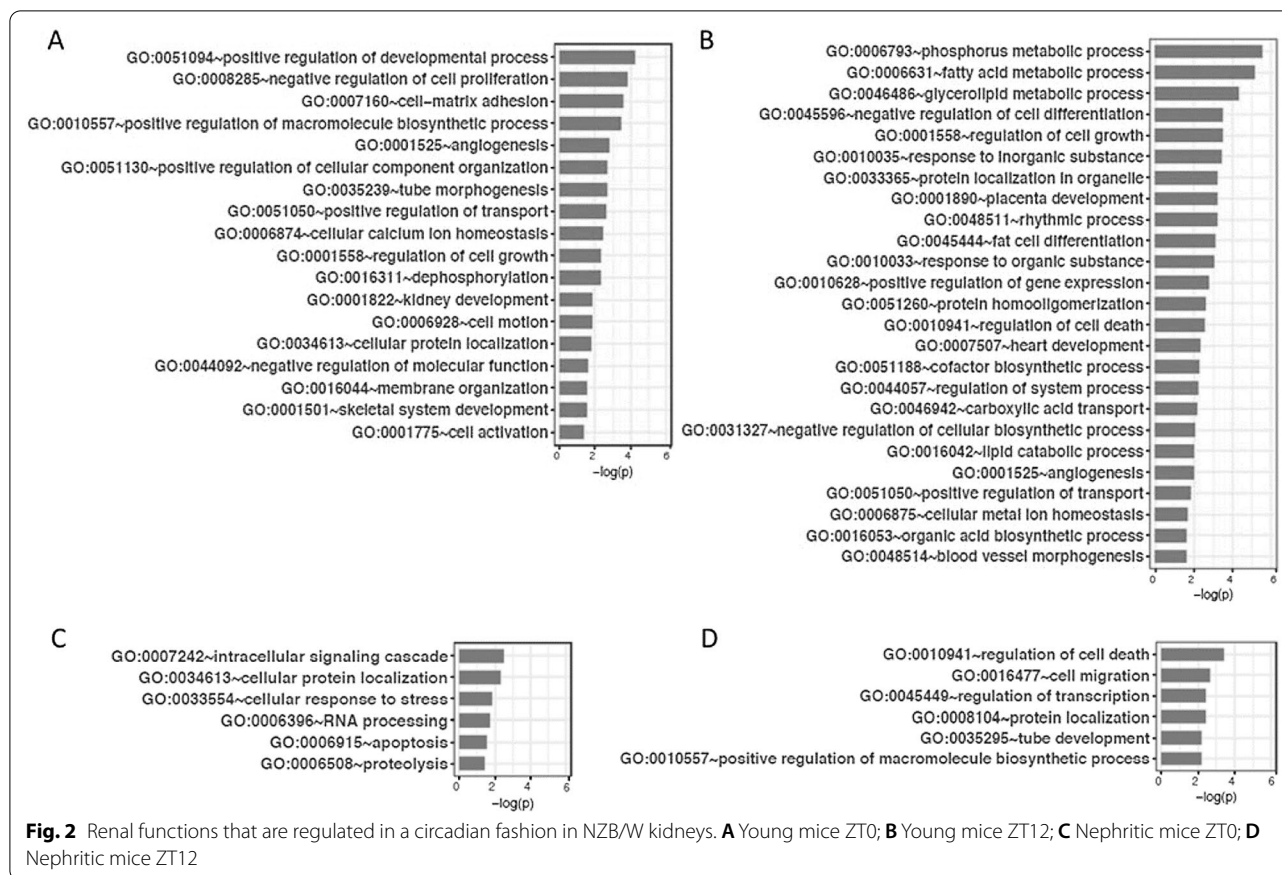 A
GO:0051094~positive regulation of developmental process
GO:0008285~negative regulation of cell proliferation
GO:0007160~cell-matrix adhesion
GO:0010557~positive regulation of macromolecule biosynthetic process
GO:0001525~angiogenesis
GO:0051130~positive regulation of cellular component organization
GO:0035239~tube morphogenesis
GO:0051050~positive regulation of transport
GO:0006874~cellular calcium ion homeostasis
GO:0001558~regulation of cell growth
GO:0016311~dephosphorylation
GO:0001822~kidney development
GO:0006928~cell motion
GO:0034613~cellular protein localization
GO:0044092~negative regulation of molecular function
GO:0016044~membrane organization
GO:0001501~skeletal system development
GO:0001775~cell activation
0 2 4 6
-log(p)
B
GO:0006793~phosphorus metabolic process
GO:0006631~fatty acid metabolic process
GO:0046486~glycerolipid metabolic process
GO:0045596~negative regulation of cell differentiation
GO:0001558~regulation of cell growth
GO:0010035~response to inorganic substance
GO:0033365~protein localization in organelle
GO:0001890~placenta development
GO:0048511~rhythmic process
GO:0045444~fat cell differentiation
GO:0010033~response to organic substance
GO:0010628~positive regulation of gene expression
GO:0051260~protein homooligomerization
GO:0010941~regulation of cell death
GO:0007507~heart development
GO:0051188~cofactor biosynthetic process
GO:0044057~regulation of system process
GO:0046942~carboxylic acid transport
GO:0031327~negative regulation of cellular biosynthetic process
GO:0016042~lipid catabolic process
GO:0001525~angiogenesis
GO:0051050~positive regulation of transport
GO:0006875~cellular metal ion homeostasis
GO:0016053~organic acid biosynthetic process
GO:0048514~blood vessel morphogenesis
0 2 4 6
-log(p)
C
GO:0007242~intracellular signaling cascade
GO:0034613~cellular protein localization
GO:0033554~cellular response to stress
GO:0006396~RNA processing
GO:0006915~apoptosis
GO:0006508~proteolysis
0 2 4 6
-log(p)
D
GO:0010941~regulation of cell death
GO:0016477~cell migration
GO:0045449~regulation of transcription
GO:0008104~protein localization
GO:0035295~tube development
GO:0010557~positive regulation of macromolecule biosynthetic process
0 2 4 6
-log(p)
Fig. 2 Renal functions that are regulated in a circadian fashion in NZB/W kidneys. A Young mice ZT0; B Young mice ZT12; C Nephritic mice ZT0; D
Nephritic mice ZT12